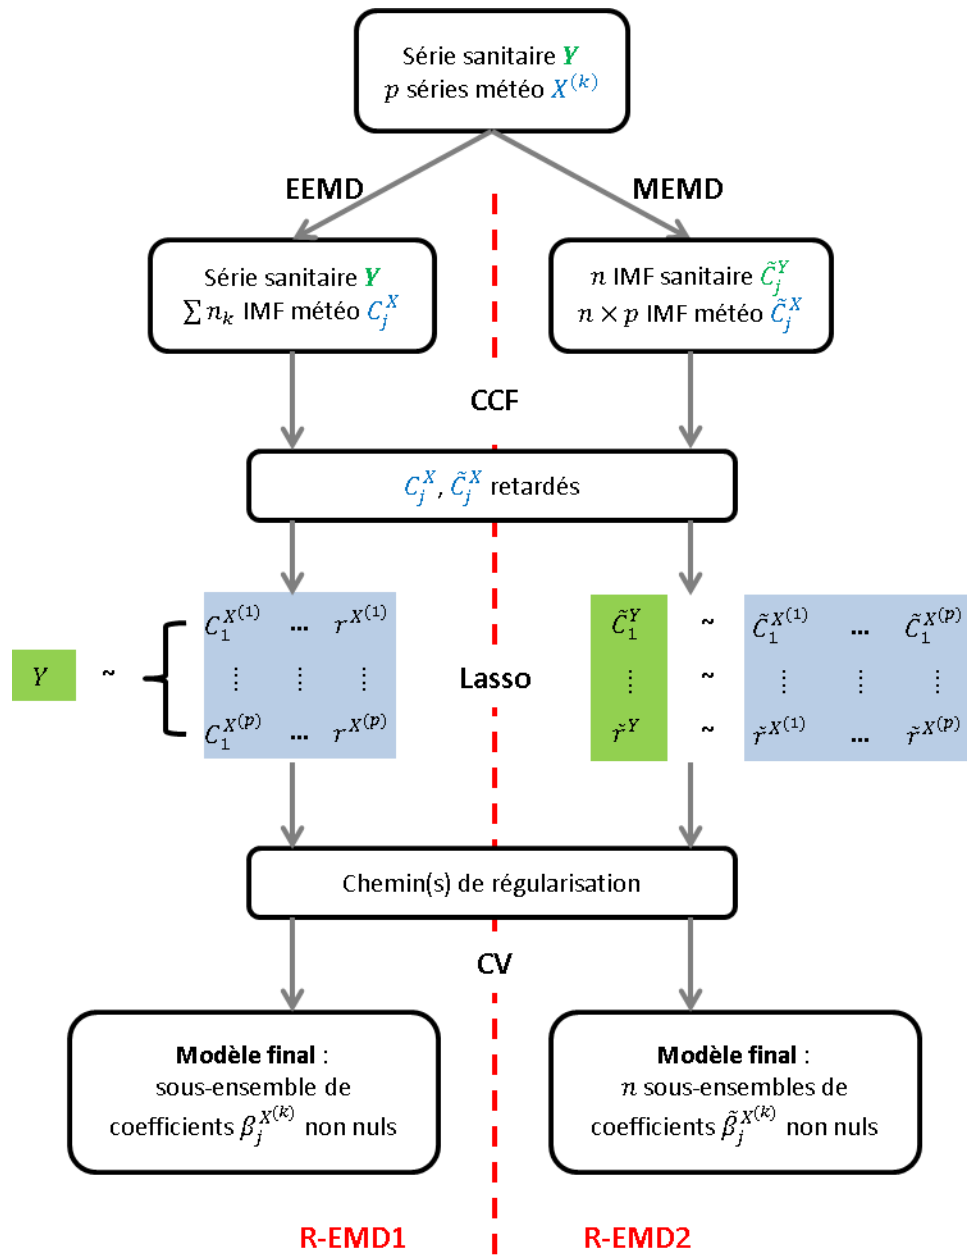 Série sanitaire Y
p séries météo X^(k)
EEMD
MEMD
Série sanitaire Y
∑ n_k IMF météo C_j^X
n IMF sanitaire C̃_j^Y
n × p IMF météo C̃_j^X
CCF
C_j^X, C̃_j^X retardés
Y ~
C_1^X^(1) ... r^X^(1)
⋮ ⋮ ⋮
C_1^X^(p) ... r^X^(p)
Lasso
C̃_1^Y ~ C̃_1^X^(1) ... C̃_1^X^(p)
⋮ ~ ⋮ ⋮ ⋮
r̃^Y ~ r̃^X^(1) ... r̃^X^(p)
Chemin(s) de régularisation
CV
Modèle final :
sous-ensemble de
coefficients β_j^X^(k) non nuls
Modèle final :
n sous-ensembles de
coefficients β̃_j^X^(k) non nuls
R-EMD1
R-EMD2